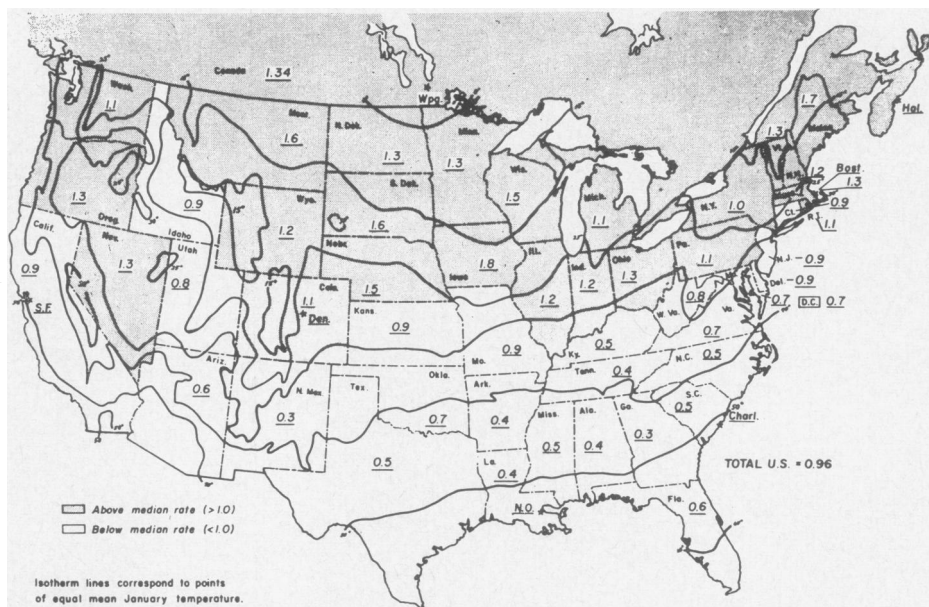 Canada 1.34
Wpg.
Wash.
1.1
Mont.
1.6
N. Dak.
1.3
Minn.
1.3
1.7
Maine
Hal.
1.3
Vt.
N.H.
1.2
Bost.
1.3
0.9
R.I.
1.1
1.3
Oreg.
Idaho
0.9
Wyo.
1.2
S. Dak.
1.6
Wis.
1.5
Mich.
1.1
N.Y.
1.0
Calif.
0.9
S.F.
Nev.
1.3
Utah
0.8
Colo.
1.1
Den.
Nebr.
1.5
Iowa
1.8
Ill.
1.2
Ind.
1.2
Ohio
1.3
Pa.
1.1
N.J. - 0.9
Del. - 0.9
0.7
D.C. 0.7
Kans.
0.9
Mo.
0.9
Ky.
0.5
W. Va.
0.8
Va.
0.7
Ariz.
0.6
N. Mex.
0.3
Tex.
0.5
Okla.
0.7
Ark.
0.4
Tenn.
0.4
N.C.
0.5
S.C.
0.5
50°
Charl.
Miss.
0.5
Ala.
0.4
Ga.
0.3
La.
0.4
N.O.
Fla.
0.6
TOTAL U.S. = 0.96
Above median rate (>1.0)
Below median rate (<1.0)
Isotherm lines correspond to points
of equal mean January temperature.